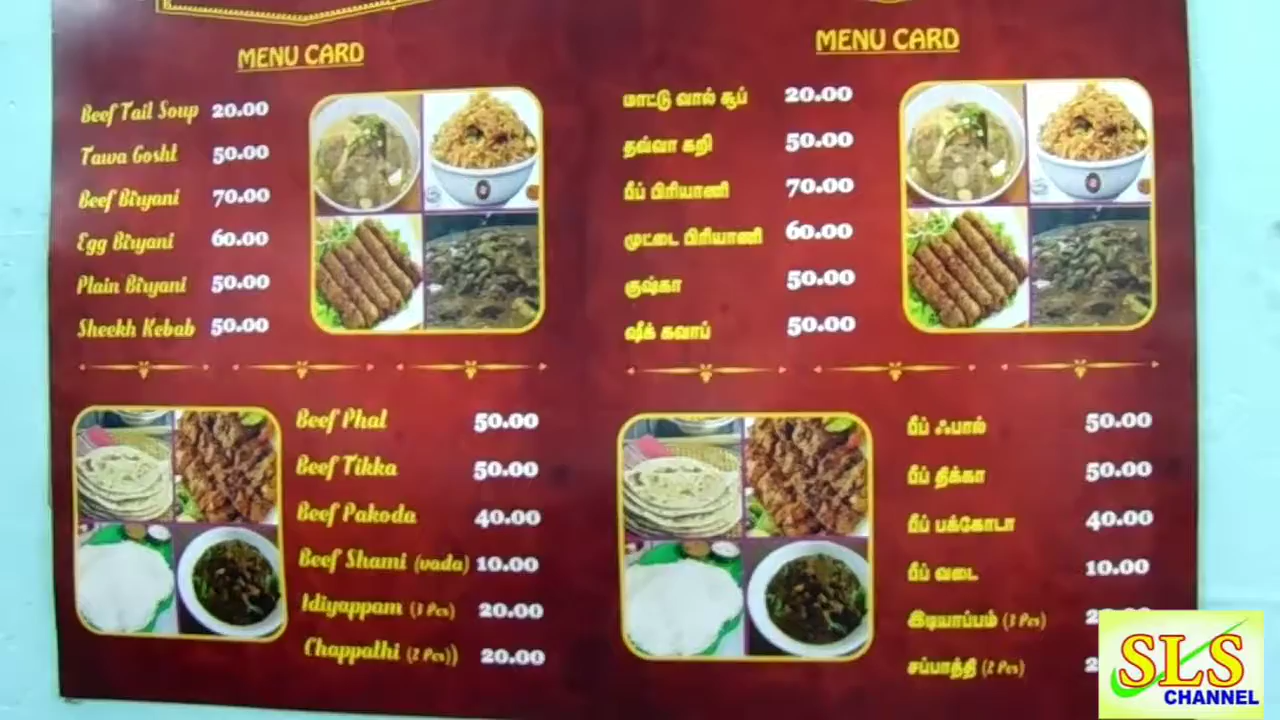 MENU CARD
Beef Tail Soup 20.00
Tawa Gosht 50.00
Beef Biryani 70.00
Egg Biryani 60.00
Plain Biryani 50.00
Sheekh Kebab 50.00
Beef Phal 50.00
Beef Tikka 50.00
Beef Pakoda 40.00
Beef Shami (vada) 10.00
Idiyappam (3 Pcs) 20.00
Chappathi (2 Pcs)) 20.00
MENU CARD
மாட்டு வால் சூப் 20.00
தவ்வா கறி 50.00
பீப் பிரியாணி 70.00
முட்டை பிரியாணி 60.00
குஷ்கா 50.00
ஷீக் கவாப் 50.00
பீப் ஃபால் 50.00
பீப் திக்கா 50.00
பீப் பக்கோடா 40.00
பீப் வடை 10.00
இடியாப்பம் (3 Pcs)
சப்பாத்தி (2 Pcs)
SLS
CHANNEL